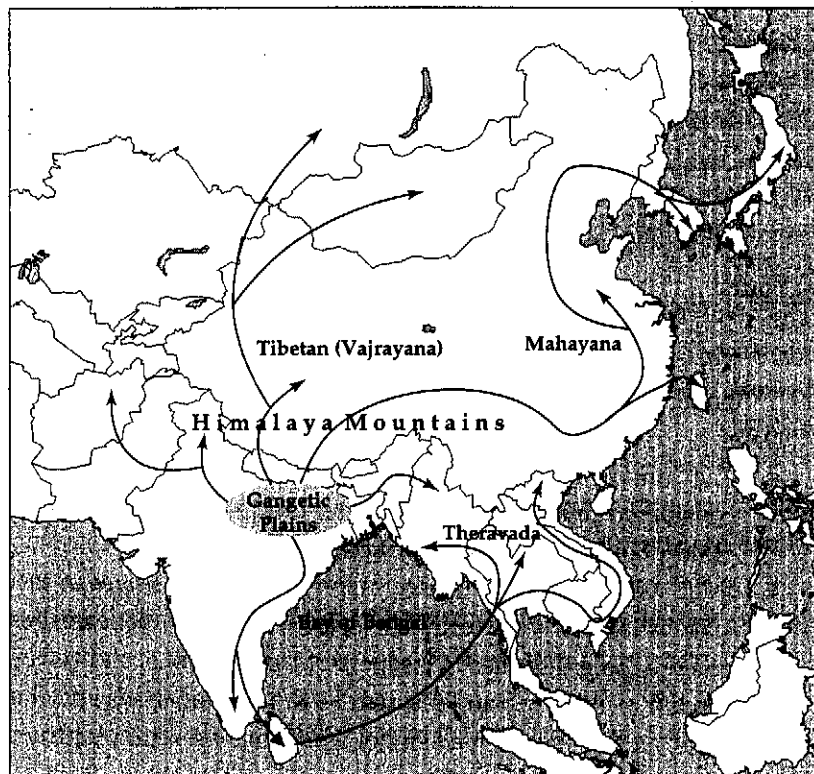 Tibetan (Vajrayana)
Mahayana
Himalaya Mountains
Gangetic
Plains
Theravada
Bay of Bengal